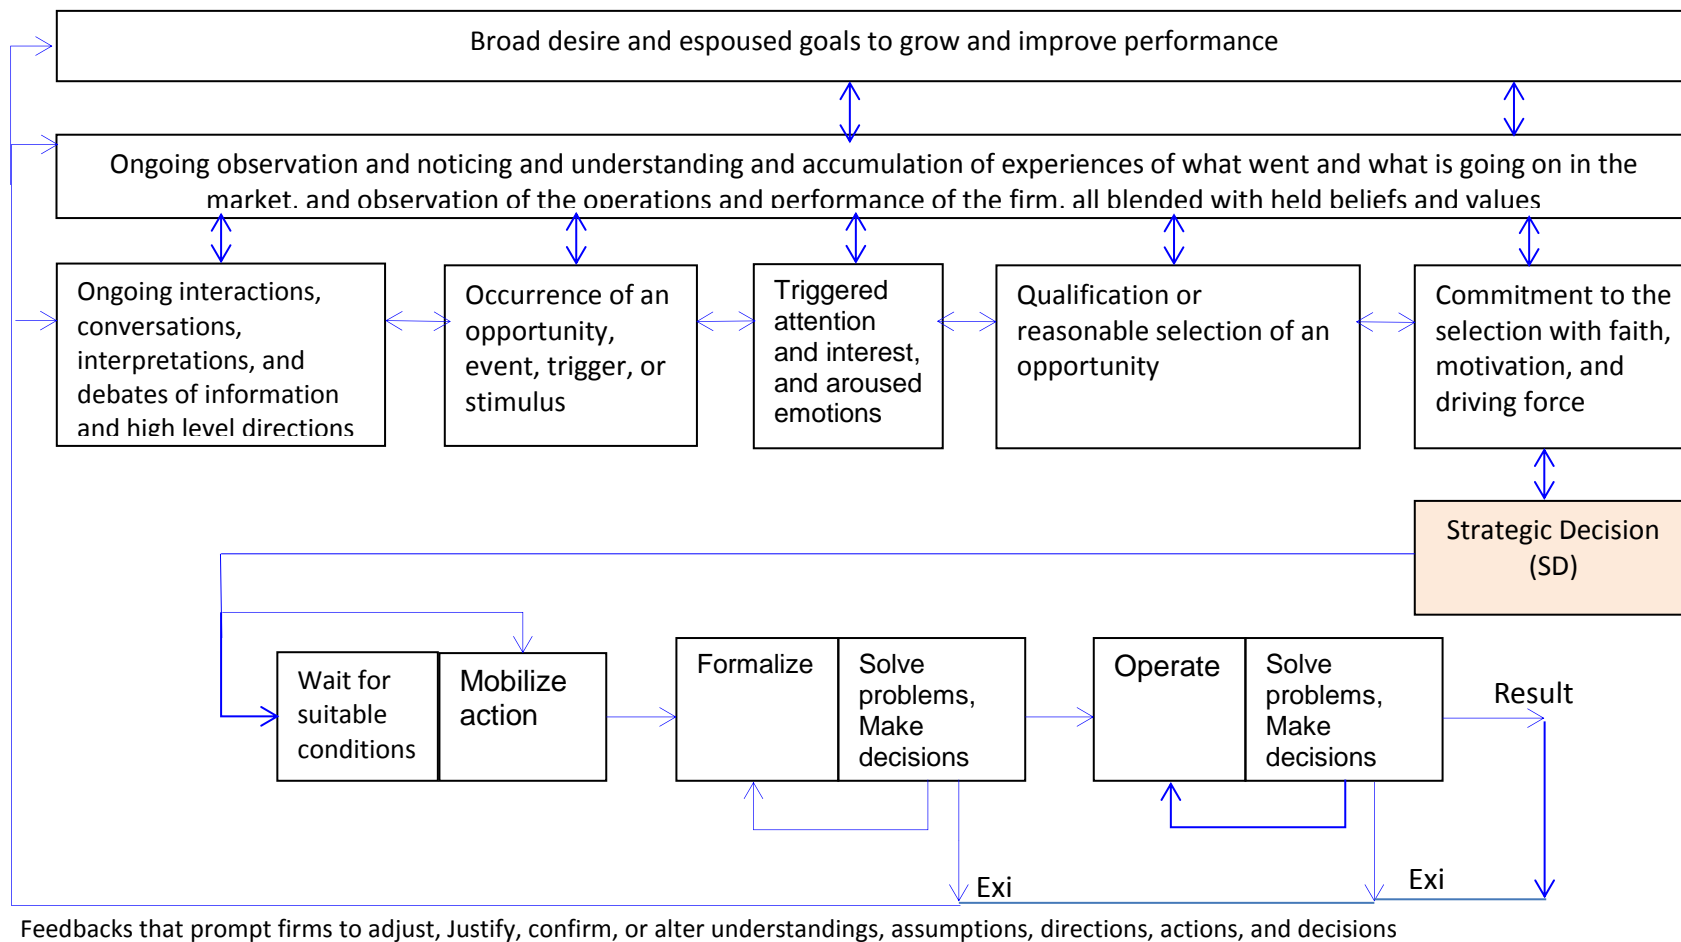 Broad desire and espoused goals to grow and improve performance
Ongoing observation and noticing and understanding and accumulation of experiences of what went and what is going on in the
market, and observation of the operations and performance of the firm, all blended with held beliefs and values
Ongoing interactions,
conversations,
interpretations, and
debates of information
and high level directions
Occurrence of an
opportunity,
event, trigger, or
stimulus
Triggered
attention
and interest,
and aroused
emotions
Qualification or
reasonable selection of an
opportunity
Commitment to the
selection with faith,
motivation, and
driving force
Strategic Decision
(SD)
Wait for
suitable
conditions
Mobilize
action
Formalize
Solve
problems,
Make
decisions
Operate
Solve
problems,
Make
decisions
Result
Exi
Exi
Feedbacks that prompt firms to adjust, Justify, confirm, or alter understandings, assumptions, directions, actions, and decisions